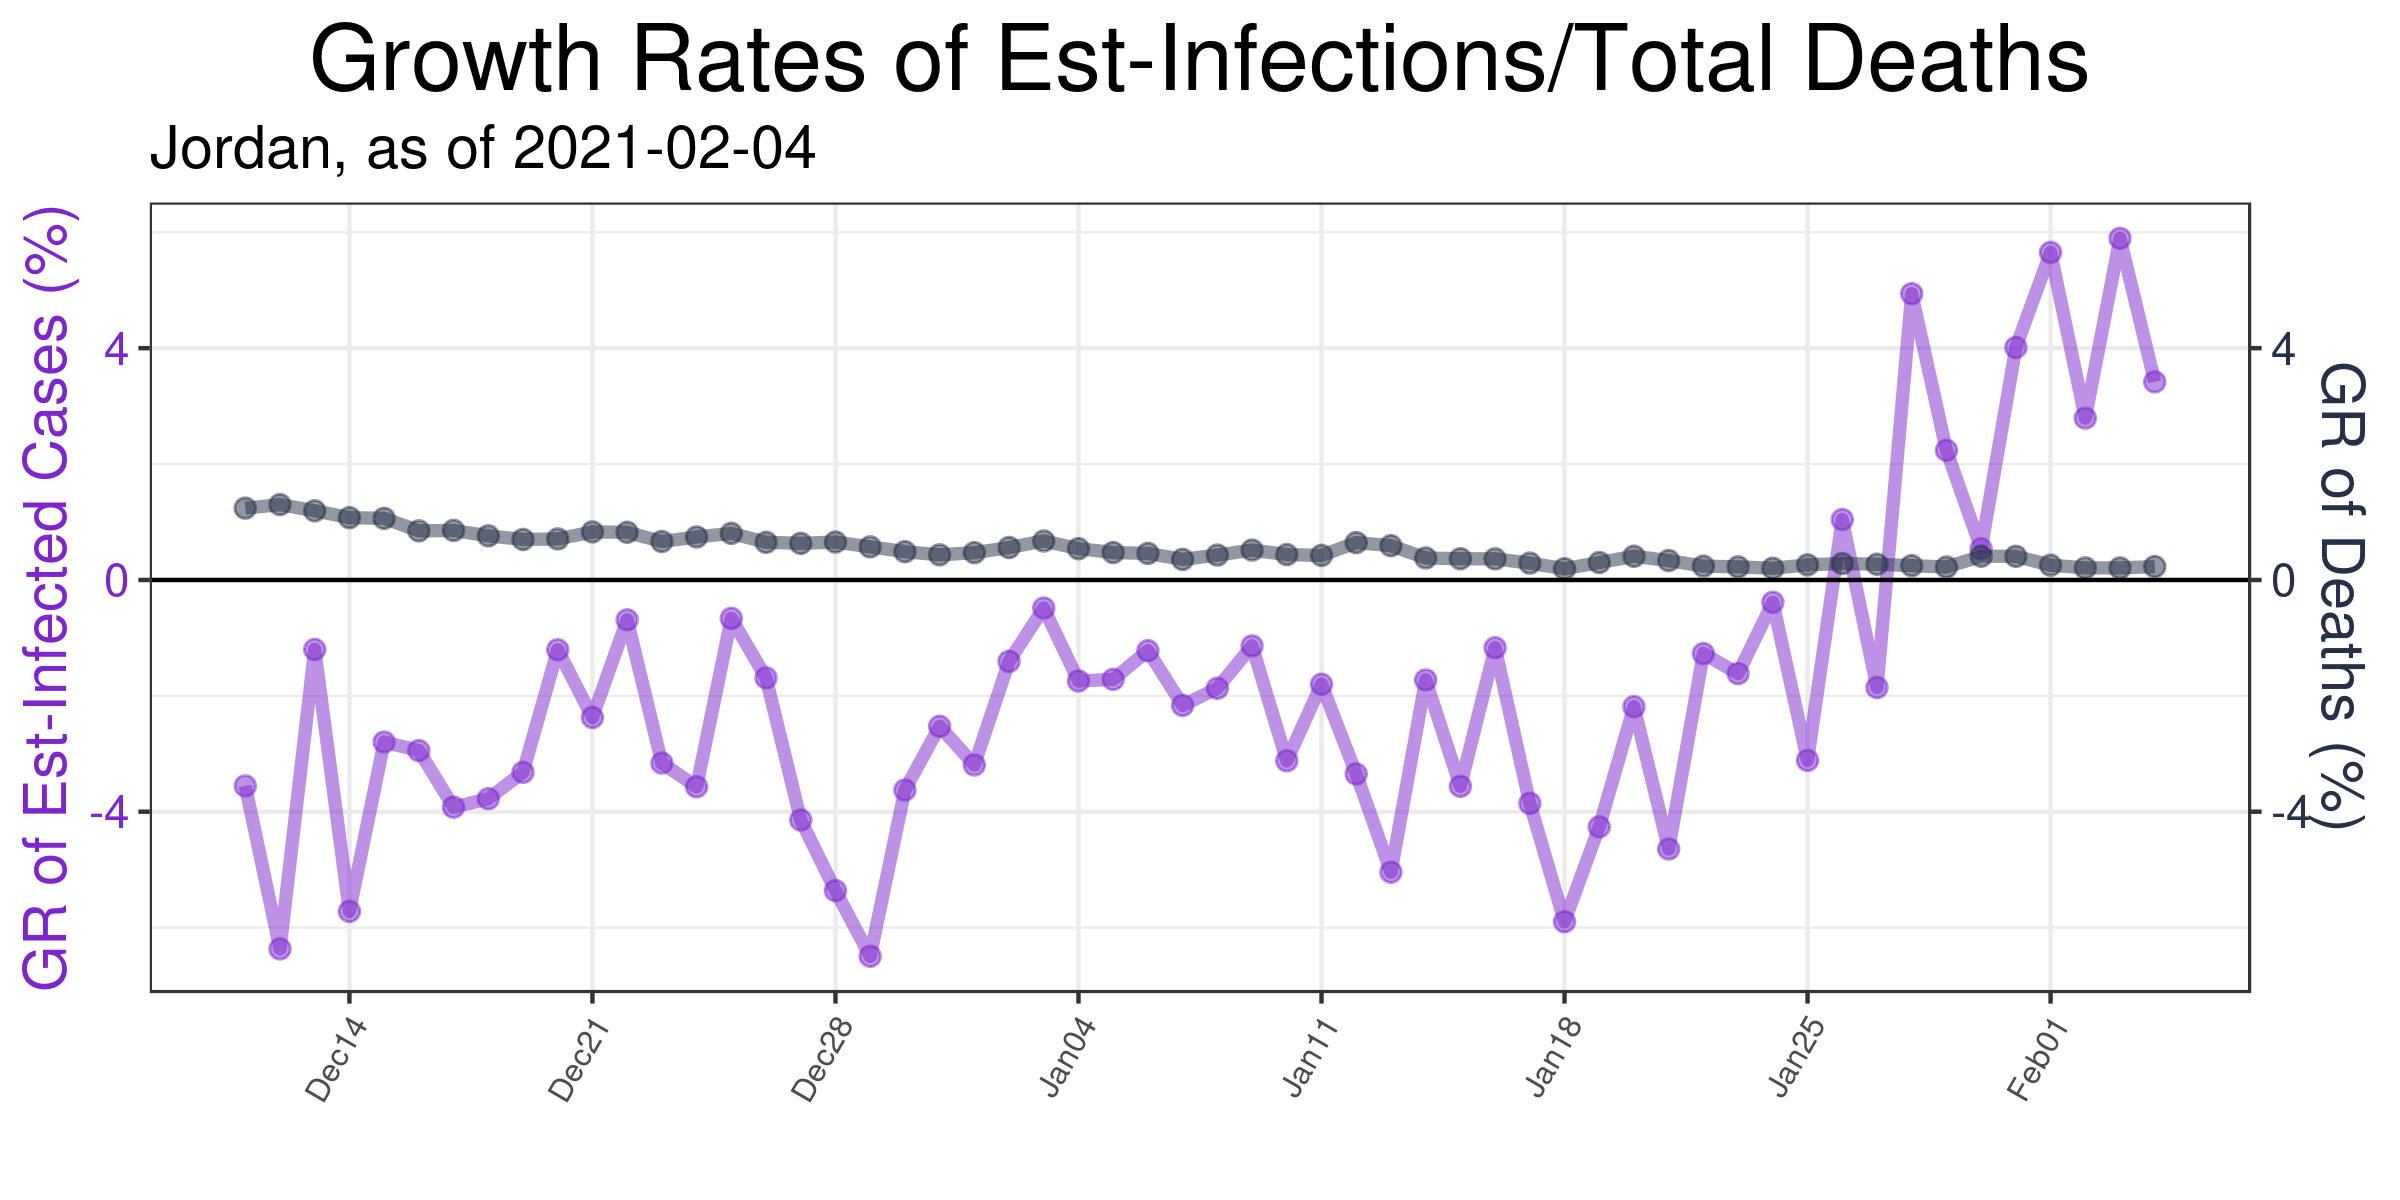 Growth Rates of Est-Infections/Total Deaths
Jordan, as of 2021-02-04
GR of Est-Infected Cases (%)
4
0
-4
4
0
-4
GR of Deaths (%)
Dec14
Dec21
Dec28
Jan04
Jan11
Jan18
Jan25
Feb01